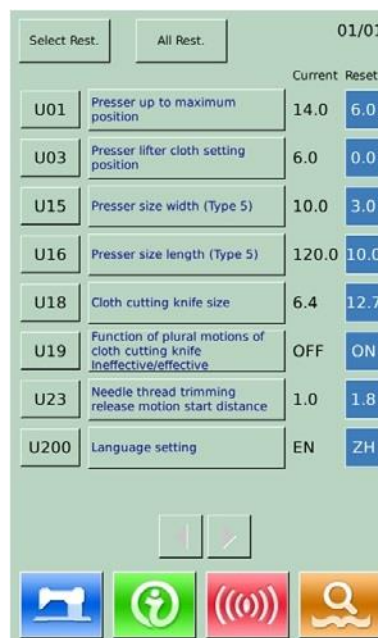 Select Rest. All Rest. 01/01
Current Reset
U01 Presser up to maximum
position 14.0 6.0
U03 Presser lifter cloth setting
position 6.0 0.0
U15 Presser size width (Type 5) 10.0 3.0
U16 Presser size length (Type 5) 120.0 10.0
U18 Cloth cutting knife size 6.4 12.7
U19 Function of plural motions of
cloth cutting knife
Ineffective/effective OFF ON
U23 Needle thread trimming
release motion start distance 1.0 1.8
U200 Language setting EN ZH